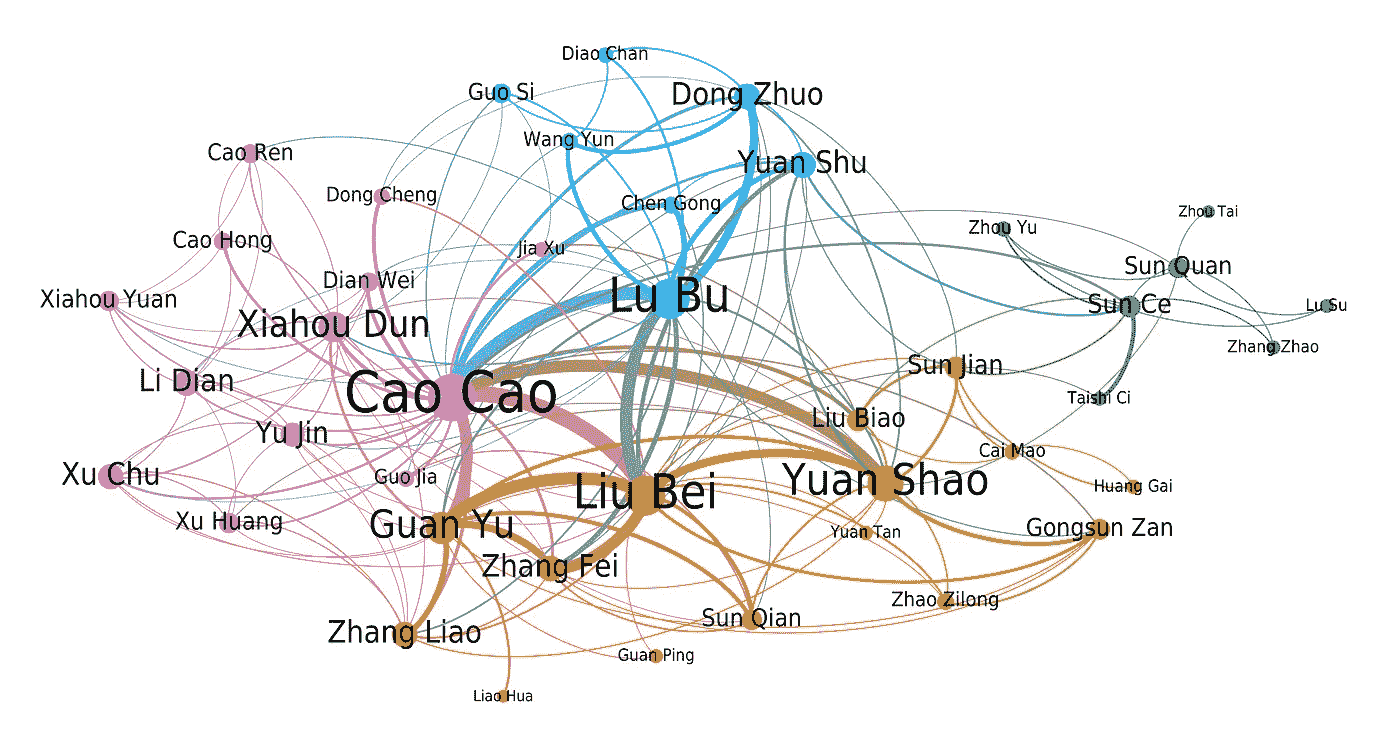 Diao Chan
Guo Si
Dong Zhuo
Wang Yun
Cao Ren
Yuan Shu
Dong Cheng
Chen Gong
Zhou Tai
Zhou Yu
Cao Hong
Jia Xu
Sun Quan
Dian Wei
Xiahou Yuan
Lu Bu
Sun Ce
Lu Su
Xiahou Dun
Zhang Zhao
Sun Jian
Li Dian
Cao Cao
Taishi Ci
Liu Biao
Yu Jin
Cai Mao
Xu Chu
Guo Jia
Yuan Shao
Huang Gai
Liu Bei
Xu Huang
Guan Yu
Yuan Tan
Gongsun Zan
Zhang Fei
Zhao Zilong
Sun Qian
Zhang Liao
Guan Ping
Liao Hua